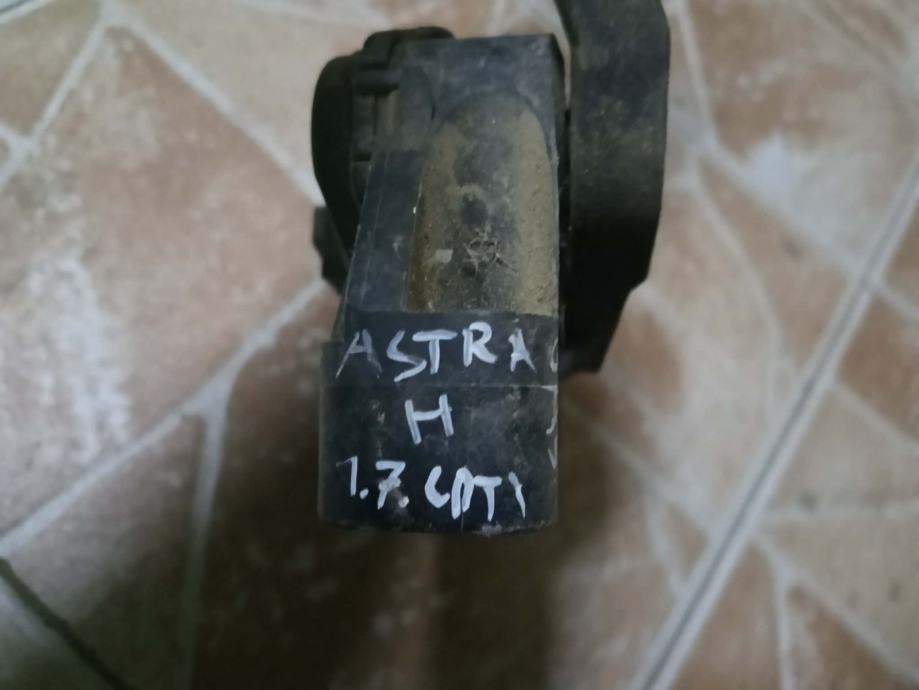 ASTRA
H
1.7. CDTI